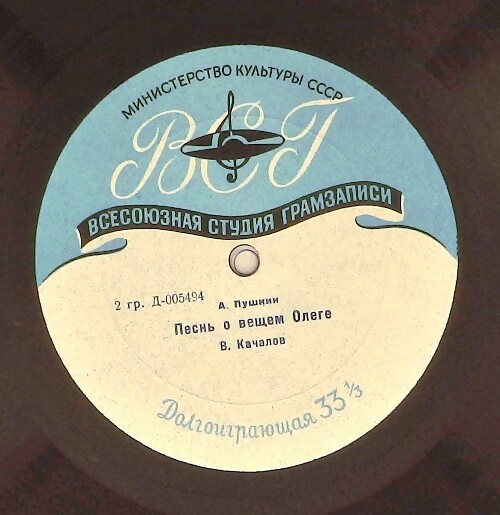 МИНИСТЕРСТВО КУЛЬТУРЫ СССР
ВСГ
ВСЕСОЮЗНАЯ СТУДИЯ ГРАМЗАПИСИ
2 гр. Д-005494
А. Пушкин
Песнь о вещем Олеге
В. Качалов
Долгоиграющая 33 1/3